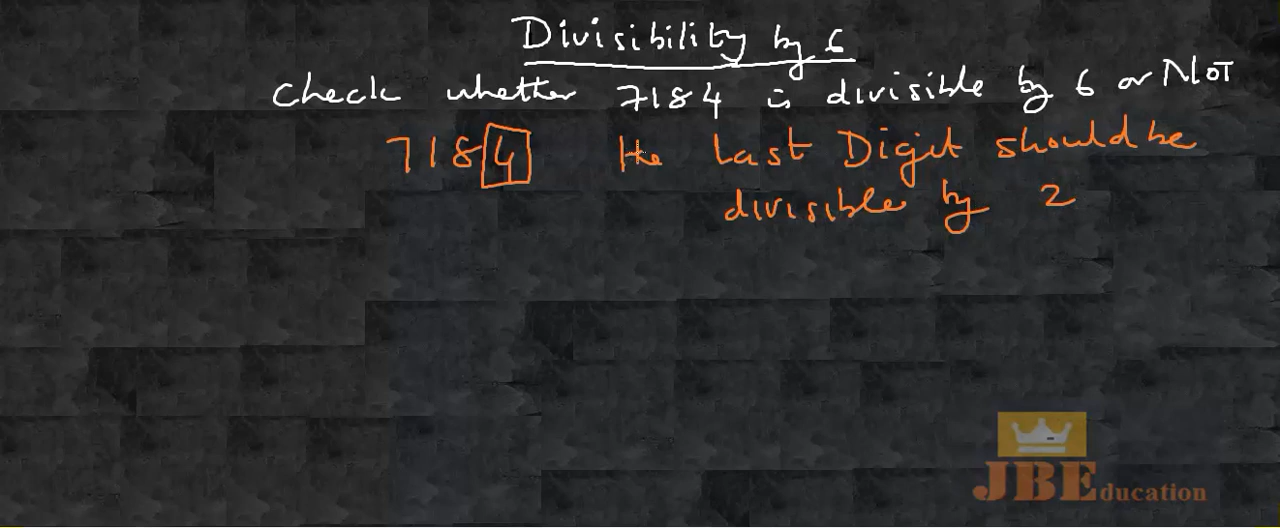 Divisibility by 6
Check whether 7184 is divisible by 6 or NOT
7184 the Last Digit should be
divisible by 2
JBEducation